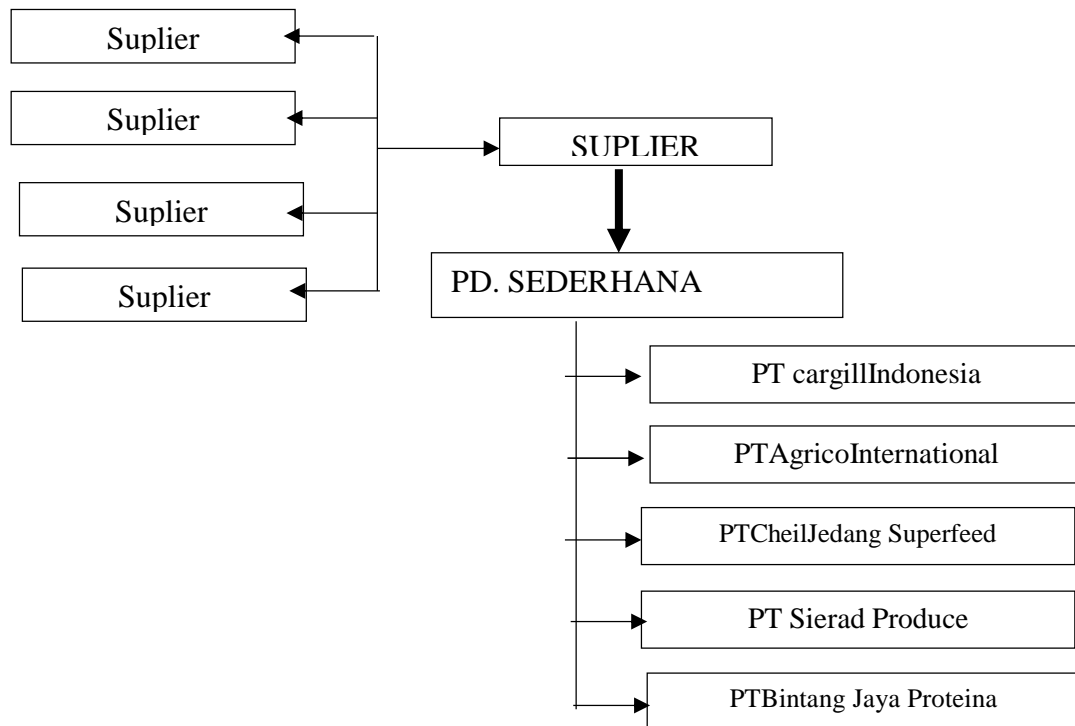 Suplier
Suplier
Suplier
Suplier
SUPLIER
PD. SEDERHANA
PT cargillIndonesia
PTAgricoInternational
PTCheilJedang Superfeed
PT Sierad Produce
PTBintang Jaya Proteina